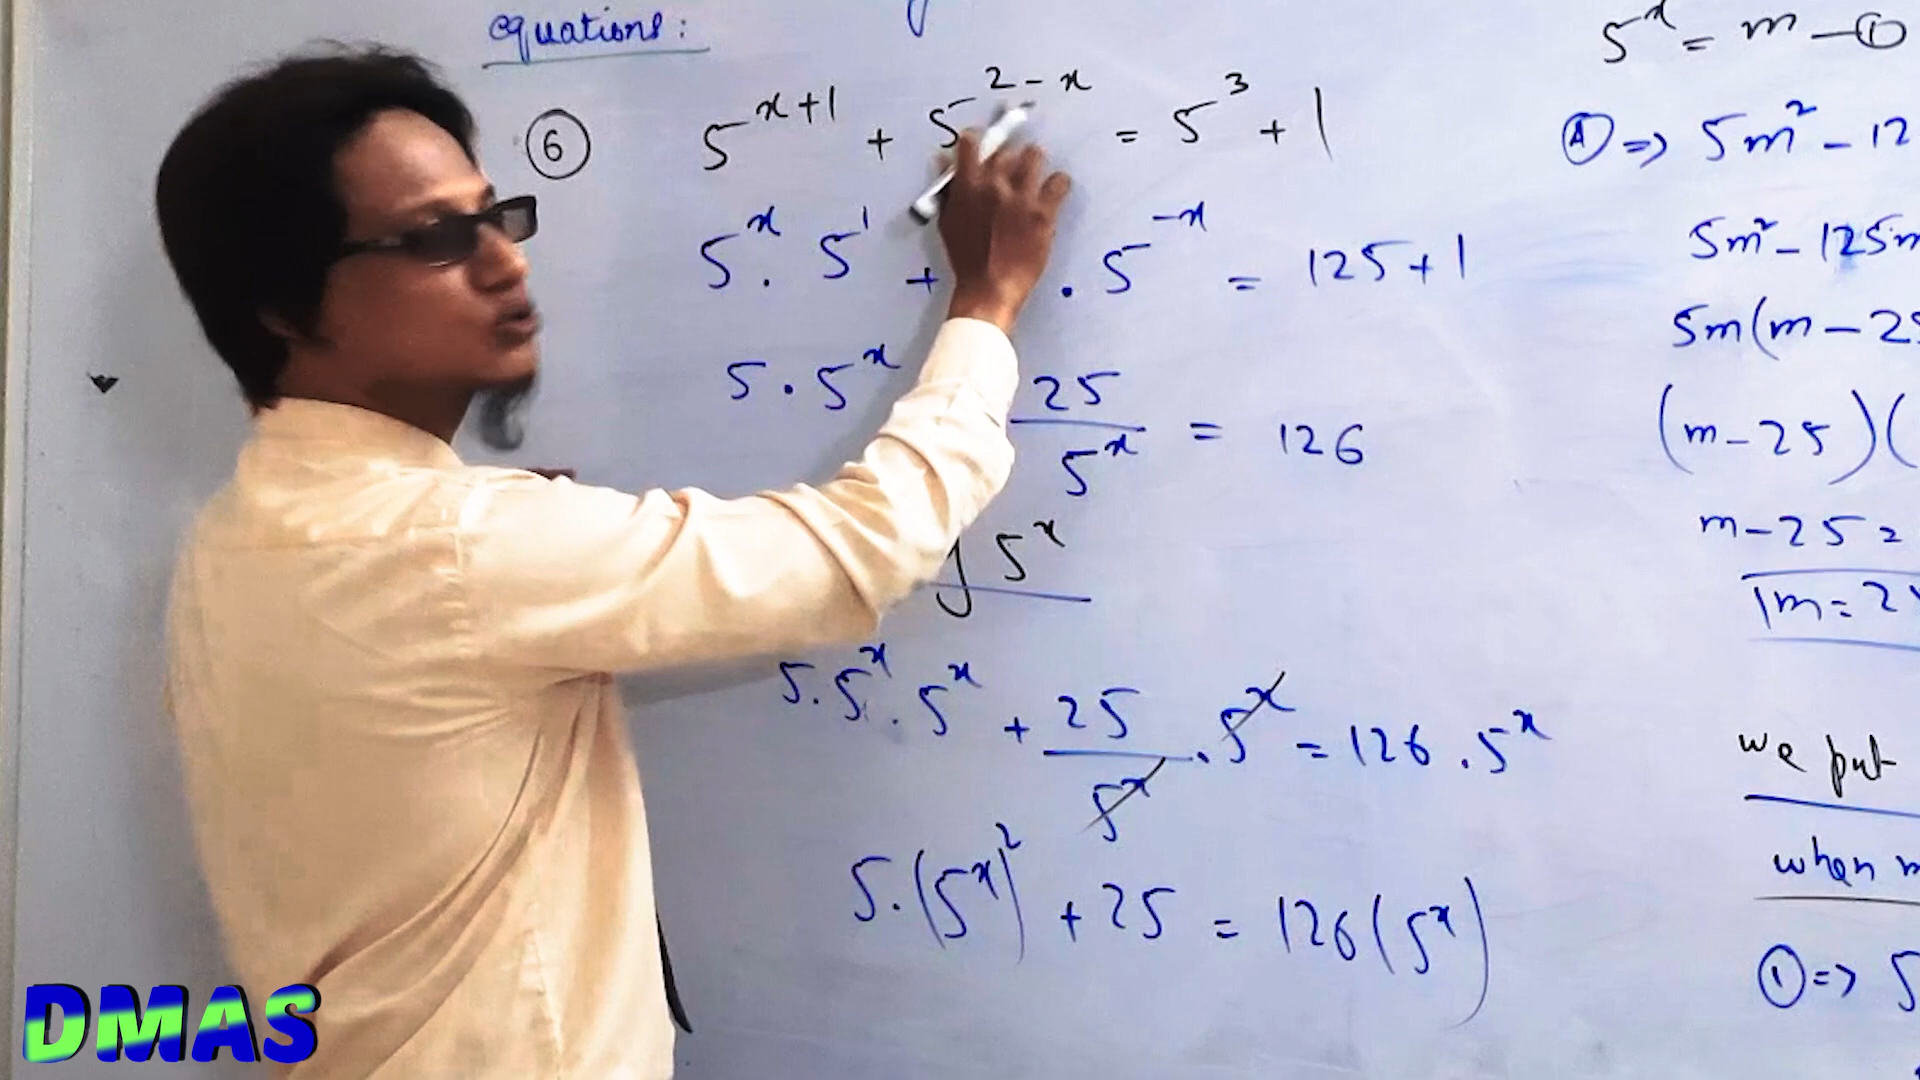 equations:
⑥ 5^(x+1) + 5^(2-x) = 5^3 + 1
5^x . 5^1 + . 5^(-x) = 125 + 1
5 . 5^x 25/5^x = 126
5^x
5 . 5^x . 5^x + 25/5^x . 5^x = 126 . 5^x
5 . (5^x)^2 + 25 = 126 (5^x)
5^x = m — ①
Ⓐ => 5m^2 - 12
5m^2 - 125m
5m(m - 25
(m - 25)(
m - 25 =
m = 2
we put
when m
① => 5
DMAS